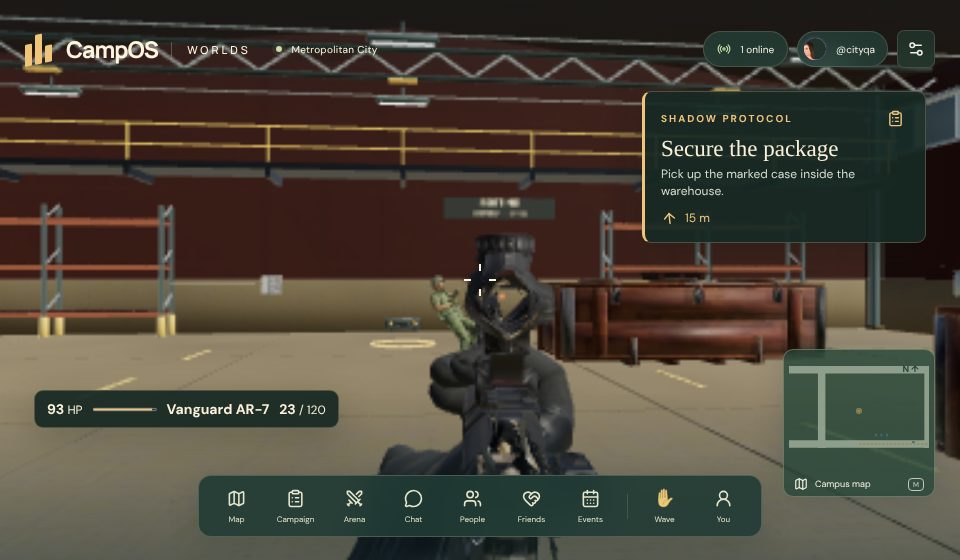 CampOS
WORLDS
Metropolitan City
1 online
@cityqa
SHADOW PROTOCOL
Secure the package
Pick up the marked case inside the
warehouse.
15 m
N
93 HP
Vanguard AR-7 23 / 120
Campus map
M
Map
Campaign
Arena
Chat
People
Friends
Events
Wave
You